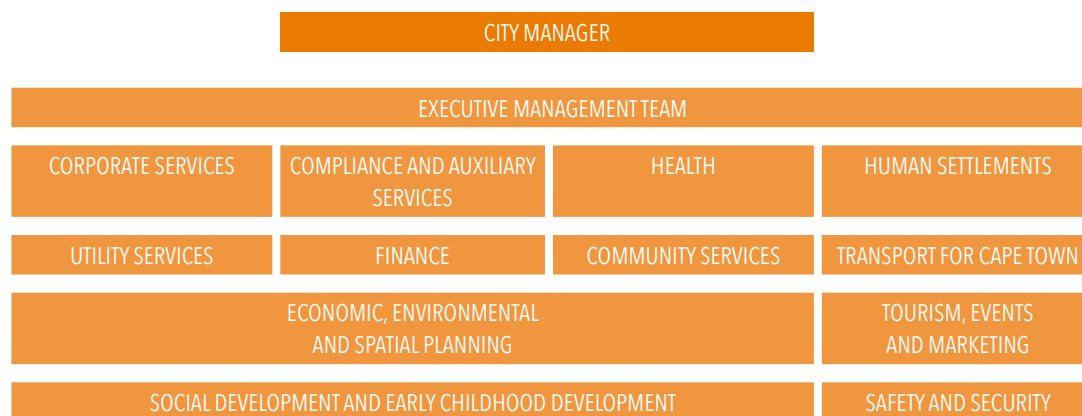 CITY MANAGER
EXECUTIVE MANAGEMENT TEAM
CORPORATE SERVICES
COMPLIANCE AND AUXILIARY
SERVICES
HEALTH
HUMAN SETTLEMENTS
UTILITY SERVICES
FINANCE
COMMUNITY SERVICES
TRANSPORT FOR CAPE TOWN
ECONOMIC, ENVIRONMENTAL
AND SPATIAL PLANNING
TOURISM, EVENTS
AND MARKETING
SOCIAL DEVELOPMENT AND EARLY CHILDHOOD DEVELOPMENT
SAFETY AND SECURITY